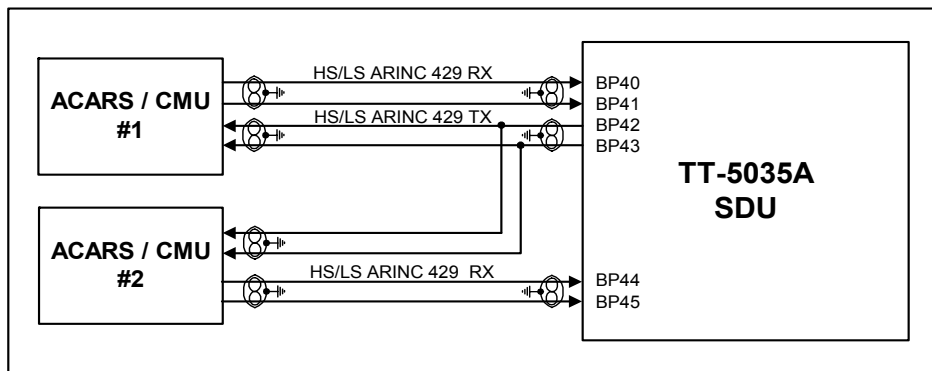 HS/LS ARINC 429 RX
ACARS / CMU
#1
BP40
BP41
HS/LS ARINC 429 TX
BP42
BP43
TT-5035A
SDU
ACARS / CMU
#2
HS/LS ARINC 429  RX
BP44
BP45